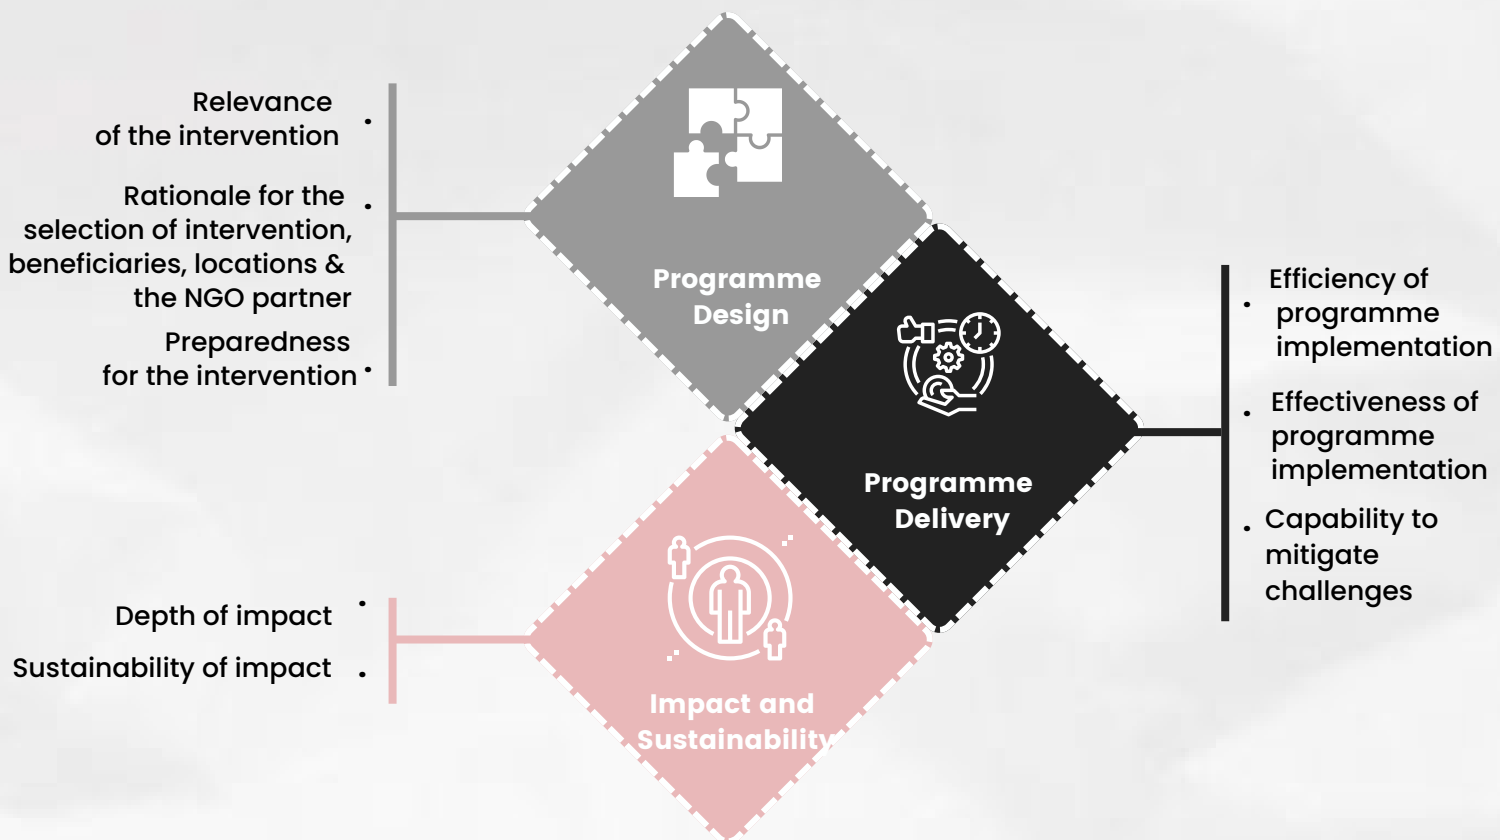 Relevance
of the intervention
Rationale for the
selection of intervention,
beneficiaries, locations &
the NGO partner
Preparedness
for the intervention
Programme
Design
Efficiency of
programme
implementation
Effectiveness of
programme
implementation
Capability to
mitigate
challenges
Programme
Delivery
Depth of impact
Sustainability of impact
Impact and
Sustainability